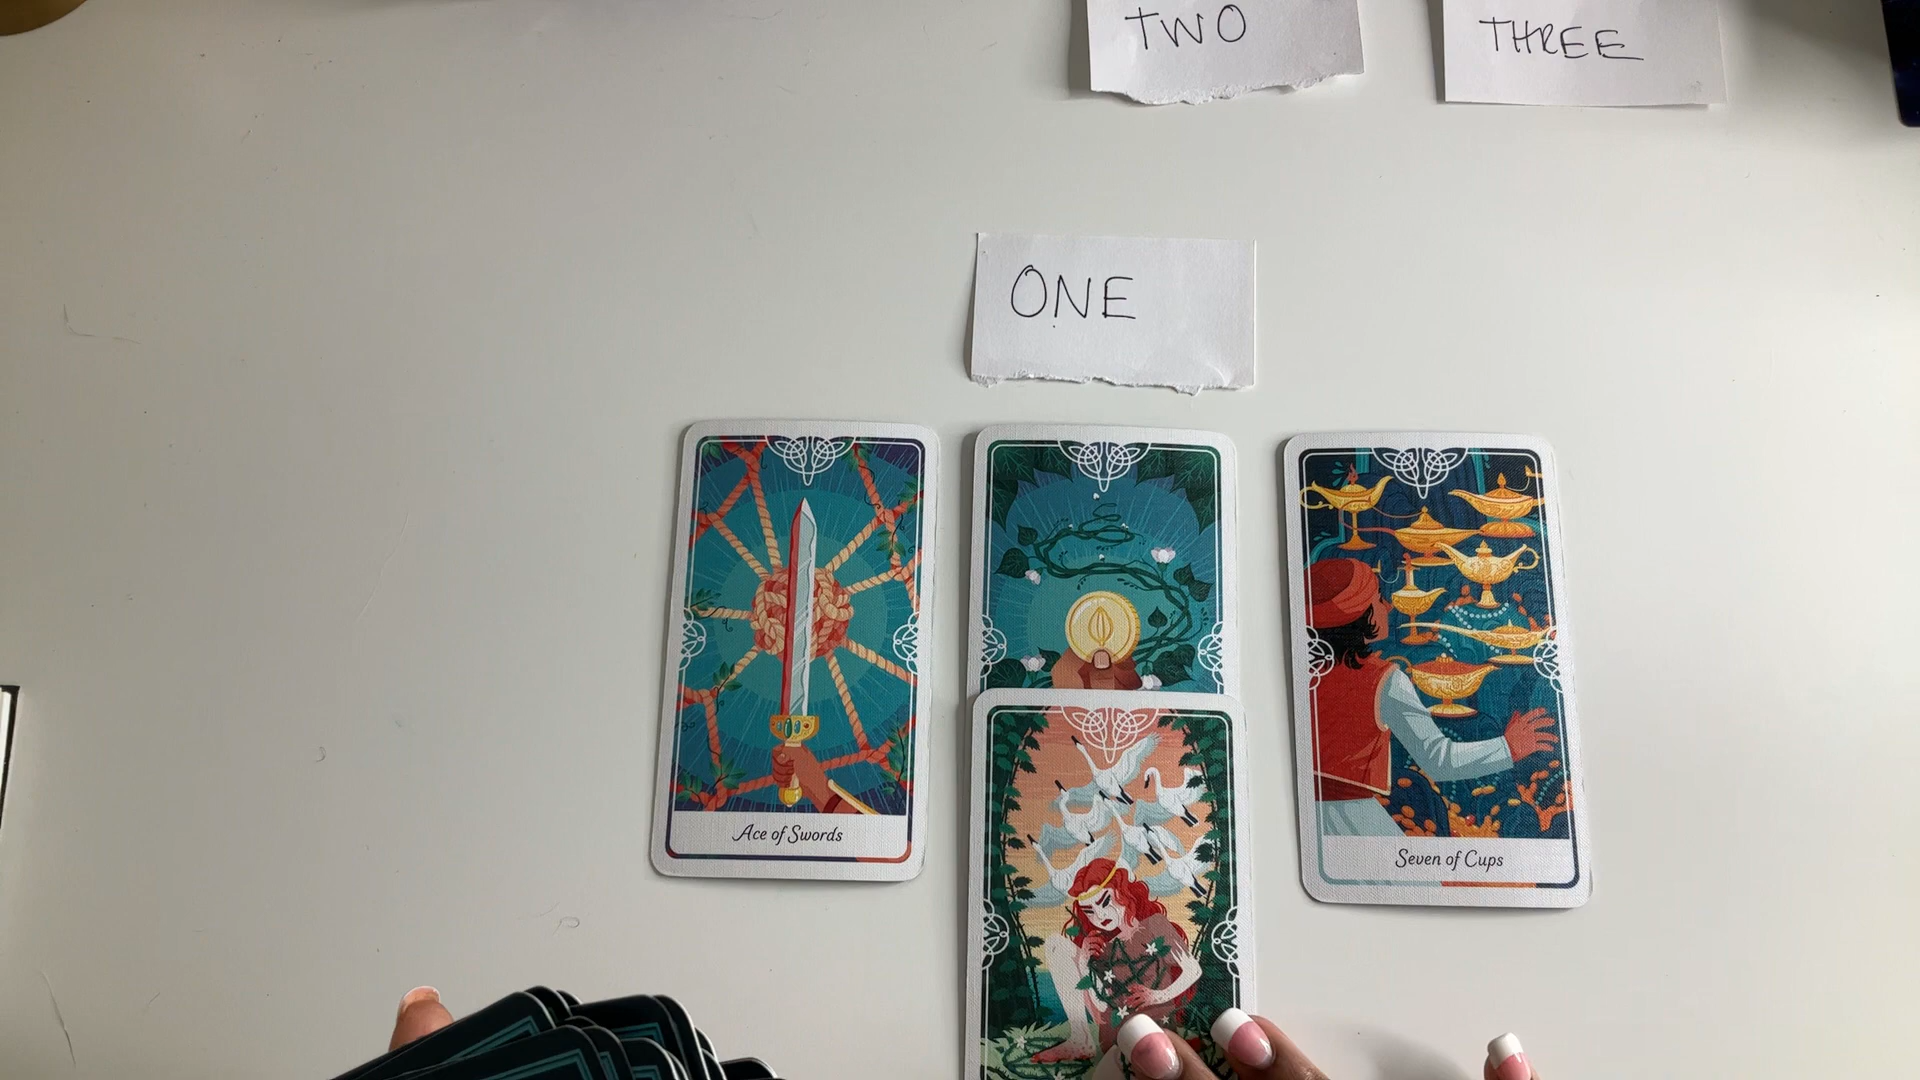 TWO
THREE
ONE
Ace of Swords
Seven of Cups